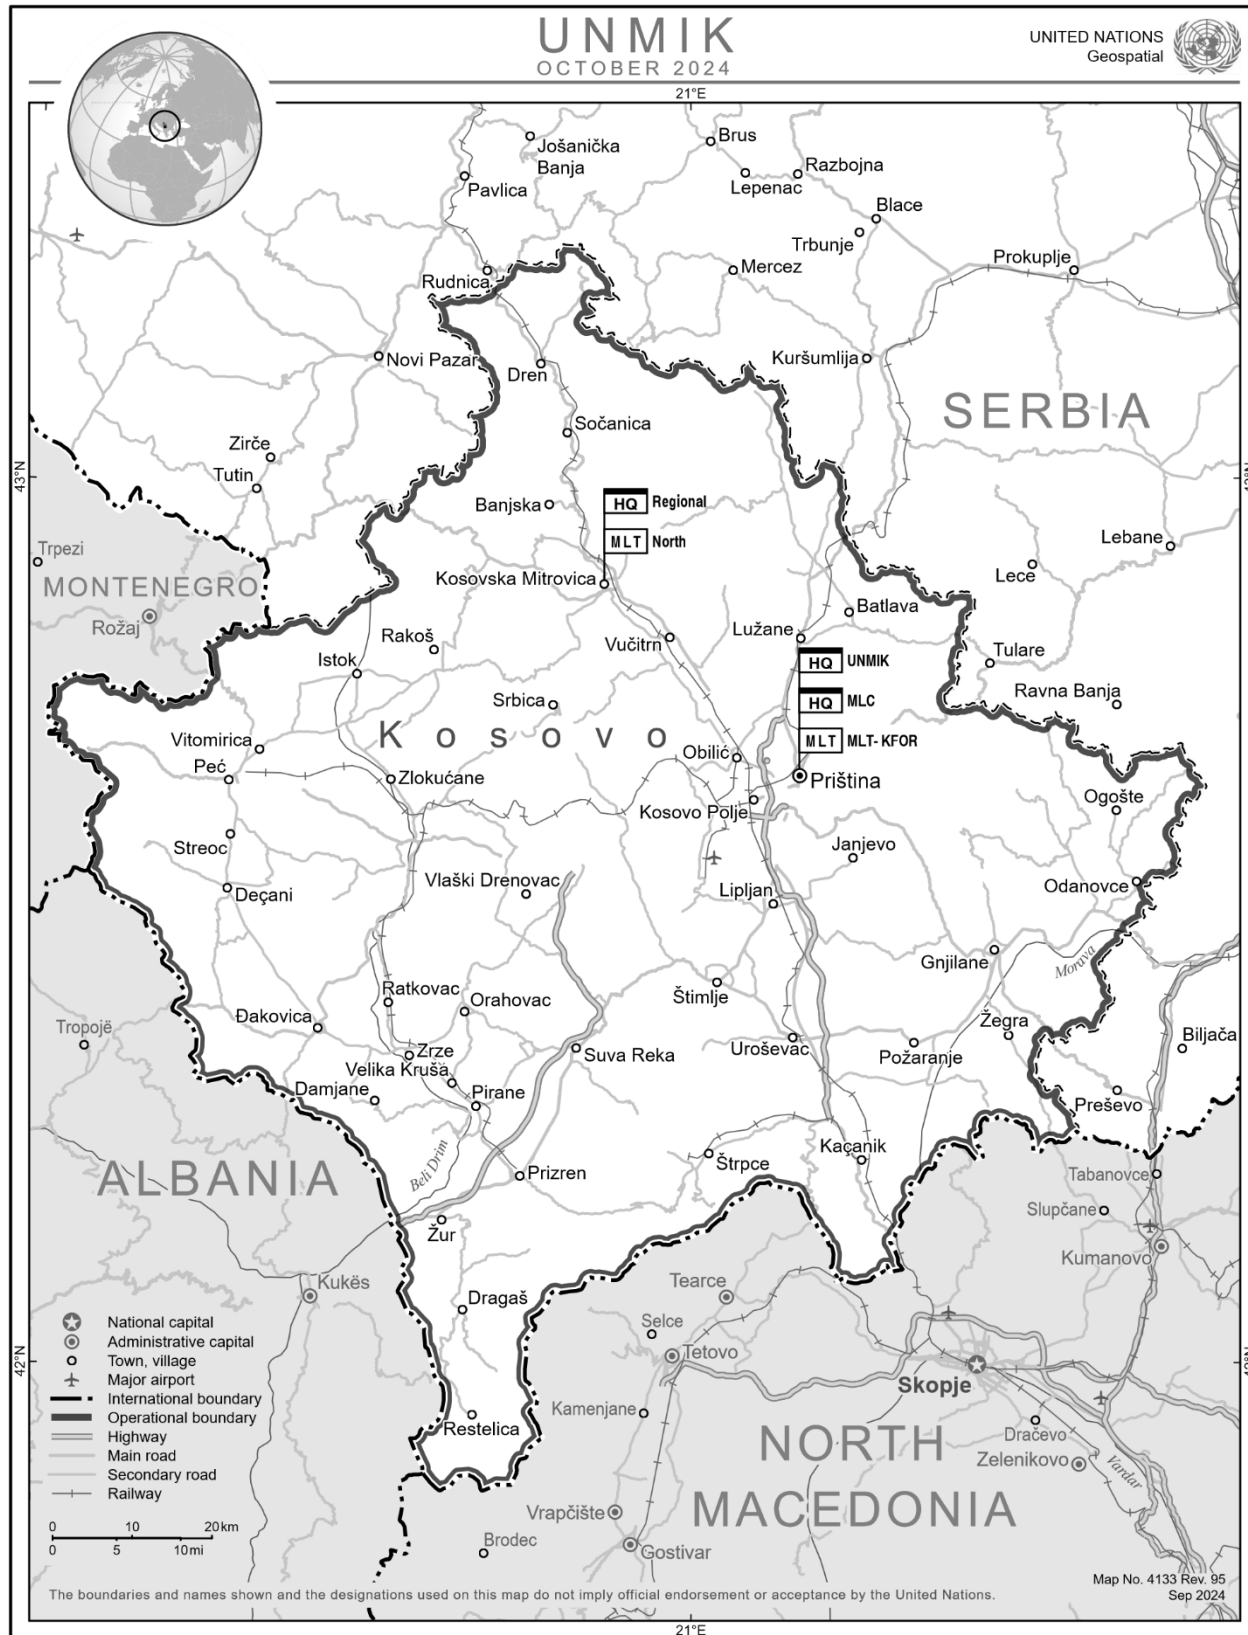 UNMIK
OCTOBER 2024
UNITED NATIONS
Geospatial
21°E
Jošanička
Banja
Brus
Pavlica
Lepenac
Razbojna
Blace
Trbunje
Mercez
Prokuplje
Rudnica
Novi Pazar
Dren
Kuršumlija
SERBIA
Sočanica
Zirče
Tutin
43°N
Banjska
HQ Regional
MLT North
Lebane
Trpezi
MONTENEGRO
Rožaj
Kosovska Mitrovica
Lece
Batlava
Rakoš
Vučitrn
Lužane
Istok
HQ UNMIK
Tulare
Srbica
HQ MLC
Ravna Banja
Kosovo
Vitomirica
Obilić
MLT MLT-KFOR
Peć
Zlokućane
Priština
Kosovo Polje
Ogošte
Streoc
Janjevo
Vlaški Drenovac
Deçani
Lipljan
Odanovce
Gnjilane
Morava
Ratkovac
Orahovac
Štimlje
Đakovica
Tropojë
Žegra
Zrze
Suva Reka
Uroševac
Požaranje
Biljača
Velika Kruša
Damjane
Pirane
Preševo
ALBANIA
Beli Drim
Prizren
Štrpce
Kaçanik
Tabanovce
Žur
Slupčane
Kumanovo
Kukës
Tearce
Dragaš
Selce
Tetovo
42°N
Skopje
Restelica
Kamenjane
Dračevo
NORTH
MACEDONIA
Zelenikovo
Vardar
Vrapčište
Gostivar
Brodec
National capital
Administrative capital
Town, village
Major airport
International boundary
Operational boundary
Highway
Main road
Secondary road
Railway
0 10 20 km
0 5 10 mi
The boundaries and names shown and the designations used on this map do not imply official endorsement or acceptance by the United Nations.
Map No. 4133 Rev. 95
Sep 2024
21°E